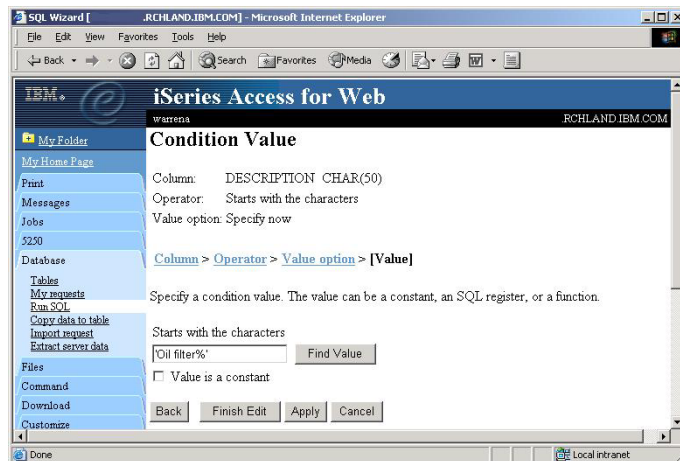 SQL Wizard [ .RCHLAND.IBM.COM] - Microsoft Internet Explorer
File Edit View Favorites Tools Help
Back Search Favorites Media
IBM
iSeries Access for Web
warrena .RCHLAND.IBM.COM
My Folder
My Home Page
Print
Messages
Jobs
5250
Database
Tables
My requests
Run SQL
Copy data to table
Import request
Extract server data
Files
Command
Download
Customize
Condition Value
Column: DESCRIPTION CHAR(50)
Operator: Starts with the characters
Value option: Specify now
Column > Operator > Value option > [Value]
Specify a condition value. The value can be a constant, an SQL register, or a function.
Starts with the characters
'Oil filter%' Find Value
Value is a constant
Back Finish Edit Apply Cancel
Done Local intranet